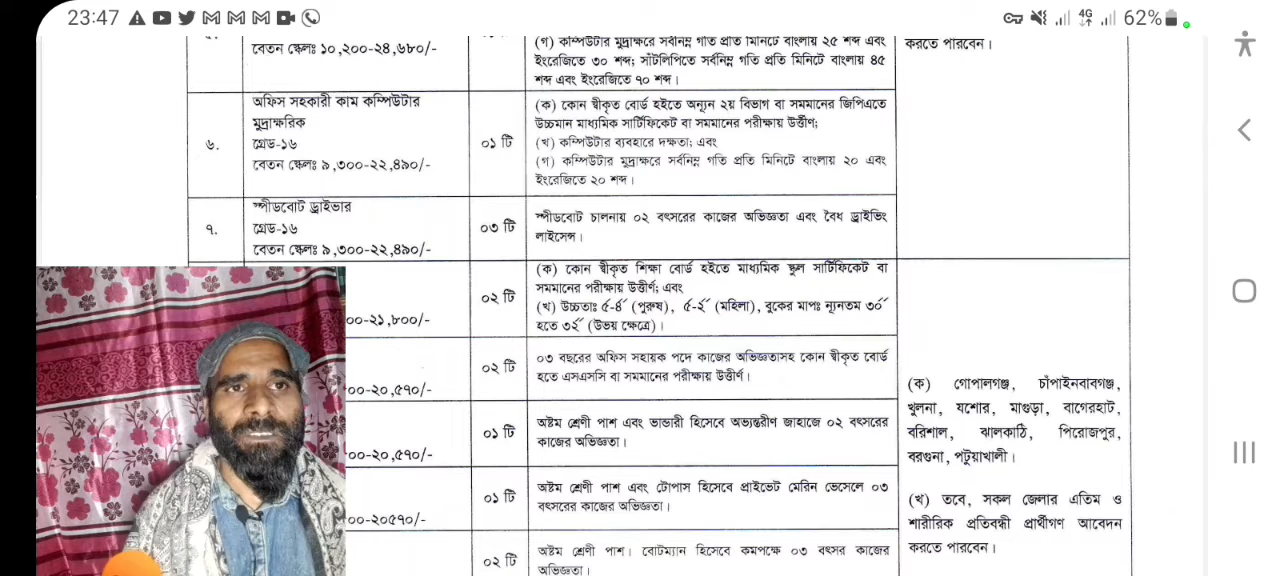 23:47
4G
62%
বেতন স্কেলঃ ১০,২০০-২৪,৬৮০/-
(গ) কম্পিউটার মুদ্রাক্ষরে সর্বনিম্ন গতি প্রতি মিনিটে বাংলায় ২৫ শব্দ এবং
ইংরেজিতে ৩০ শব্দ; সাঁটলিপিতে সর্বনিম্ন গতি প্রতি মিনিটে বাংলায় ৪৫
শব্দ এবং ইংরেজিতে ৭০ শব্দ।
করতে পারবেন।
৬.
অফিস সহকারী কাম কম্পিউটার
মুদ্রাক্ষরিক
গ্রেড-১৬
বেতন স্কেলঃ ৯,৩০০-২২,৪৯০/-
০১ টি
(ক) কোন স্বীকৃত বোর্ড হইতে অন্যূন ২য় বিভাগ বা সমমানের জিপিএতে
উচ্চমান মাধ্যমিক সার্টিফিকেট বা সমমানের পরীক্ষায় উর্ত্তীণ;
(খ) কম্পিউটার ব্যবহারে দক্ষতা; এবং
(গ) কম্পিউটার মুদ্রাক্ষরে সর্বনিম্ন গতি প্রতি মিনিটে বাংলায় ২০ এবং
ইংরেজিতে ২০ শব্দ।
৭.
স্পীডবোট ড্রাইভার
গ্রেড-১৬
বেতন স্কেলঃ ৯,৩০০-২২,৪৯০/-
০৩ টি
স্পীডবোট চালনায় ০২ বৎসরের কাজের অভিজ্ঞতা এবং বৈধ ড্রাইভিং
লাইসেন্স।
০০-২১,৮০০/-
০২ টি
(ক) কোন স্বীকৃত শিক্ষা বোর্ড হইতে মাধ্যমিক স্কুল সার্টিফিকেট বা
সমমানের পরীক্ষায় উত্তীর্ণ; এবং
(খ) উচ্চতাঃ ৫-৪˝ (পুরুষ), ৫-২˝ (মহিলা), বুকের মাপঃ ন্যূনতম ৩০˝
হতে ৩২˝ (উভয় ক্ষেত্রে)।
০০-২০,৫৭০/-
০২ টি
০৩ বছরের অফিস সহায়ক পদে কাজের অভিজ্ঞতাসহ কোন স্বীকৃত বোর্ড
হতে এসএসসি বা সমমানের পরীক্ষায় উত্তীর্ণ।
০০-২০,৫৭০/-
০১ টি
অষ্টম শ্রেণী পাশ এবং ভান্ডারী হিসেবে অভ্যন্তরীণ জাহাজে ০২ বৎসরের
কাজের অভিজ্ঞতা।
০০-২০৫৭০/-
০১ টি
অষ্টম শ্রেণী পাশ এবং টোপাস হিসেবে প্রাইভেট মেরিন ভেসেলে ০৩
বৎসরের কাজের অভিজ্ঞতা।
০২ টি
অষ্টম শ্রেণী পাশ। বোটম্যান হিসেবে কমপক্ষে ০৩ বৎসর কাজের
অভিজ্ঞতা।
(ক) গোপালগঞ্জ, চাঁপাইনবাবগঞ্জ,
খুলনা, যশোর, মাগুড়া, বাগেরহাট,
বরিশাল, ঝালকাঠি, পিরোজপুর,
বরগুনা, পটুয়াখালী।
(খ) তবে, সকল জেলার এতিম ও
শারীরিক প্রতিবন্ধী প্রার্থীগণ আবেদন
করতে পারবেন।